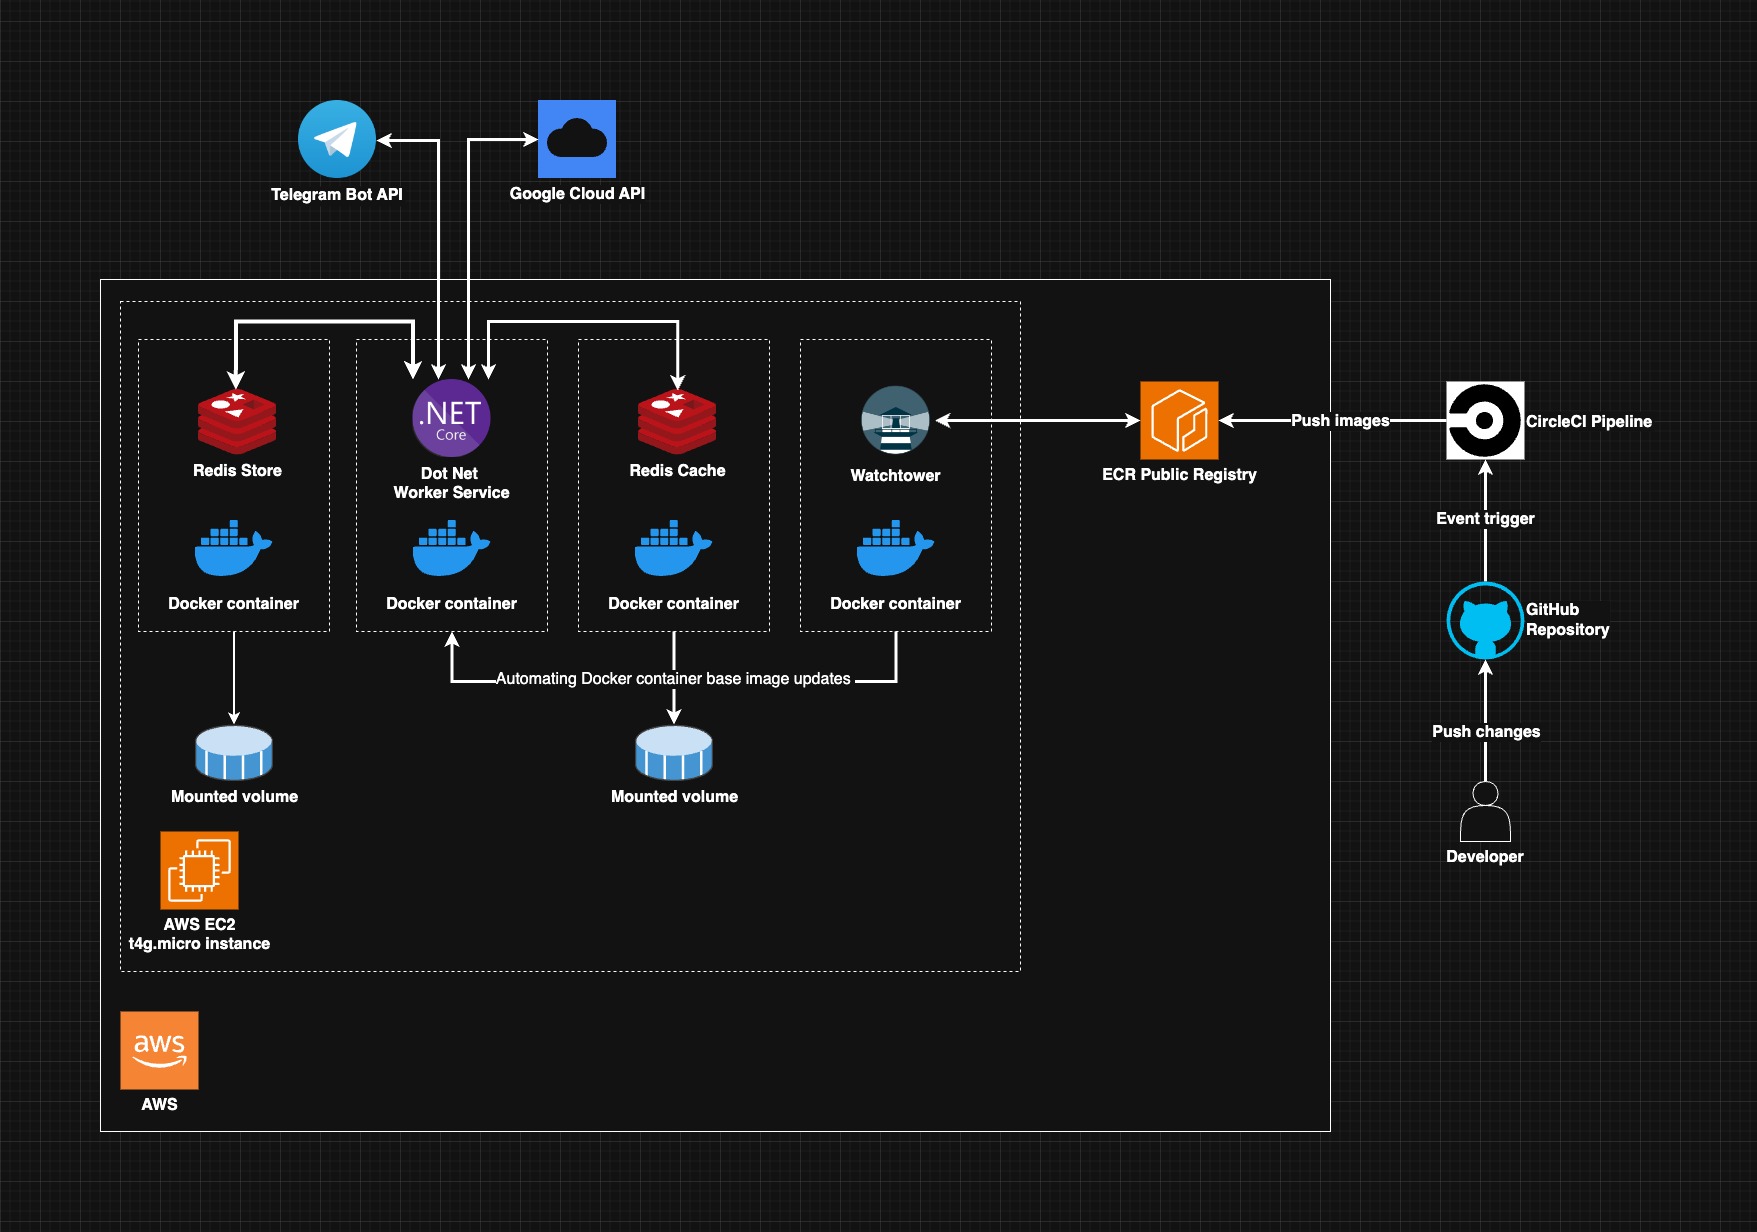 Telegram Bot API
Google Cloud API
Redis Store
.NET
Core
Dot Net
Worker Service
Redis Cache
Watchtower
ECR Public Registry
Push images
CircleCI Pipeline
Event trigger
Docker container
Docker container
Docker container
Docker container
GitHub
Repository
Automating Docker container base image updates
Push changes
Mounted volume
Mounted volume
Developer
AWS EC2
t4g.micro instance
aws
AWS